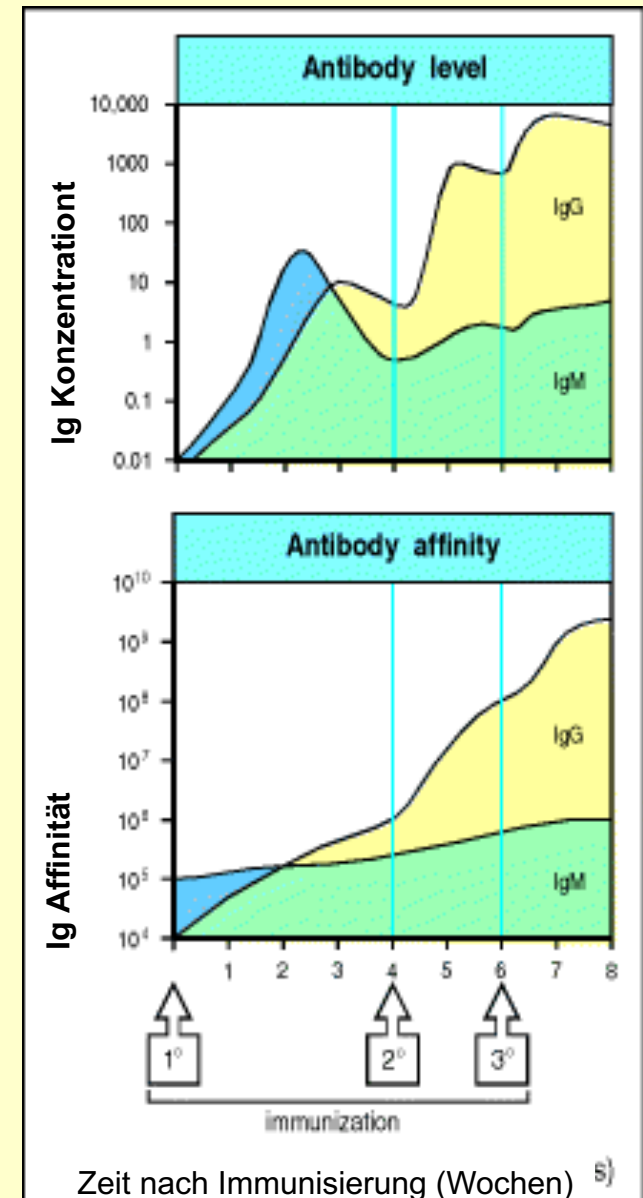 Antibody level
Ig Konzentrationt
10,000
1000
100
10
1
0.1
0.01
IgG
IgM
Antibody affinity
Ig Affinität
10¹⁰
10⁹
10⁸
10⁷
10⁶
10⁵
10⁴
IgG
IgM
1 2 3 4 5 6 7 8
1° 2° 3°
immunization
Zeit nach Immunisierung (Wochen) s)